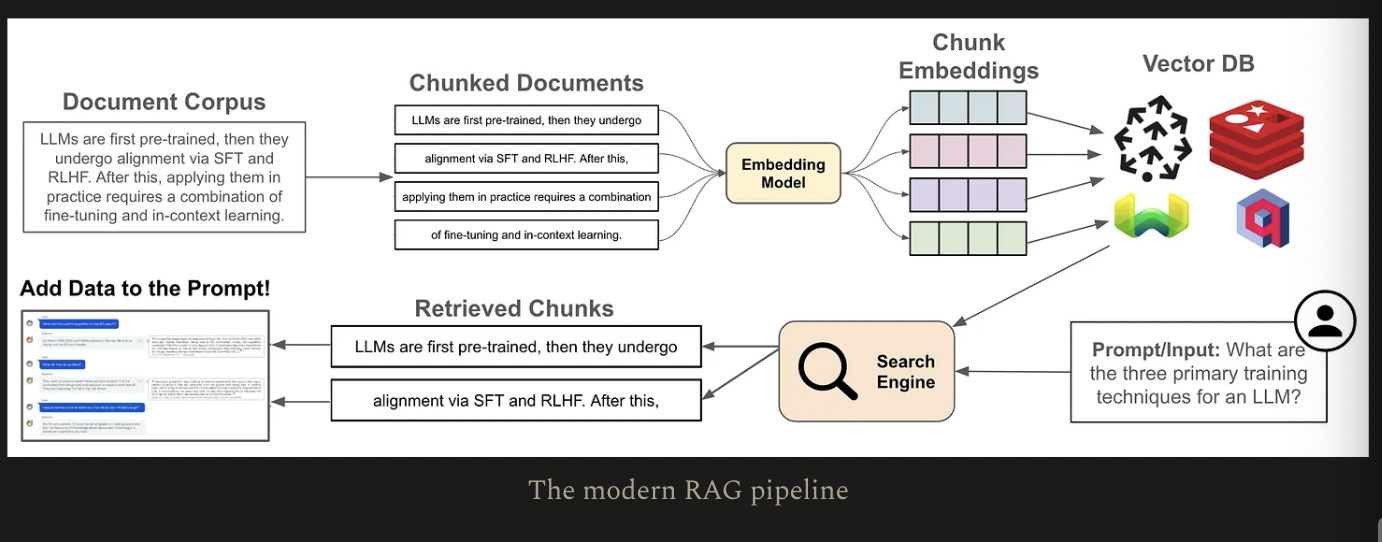 Document Corpus
LLMs are first pre-trained, then they
undergo alignment via SFT and
RLHF. After this, applying them in
practice requires a combination of
fine-tuning and in-context learning.
Chunked Documents
LLMs are first pre-trained, then they undergo
alignment via SFT and RLHF. After this,
applying them in practice requires a combination
of fine-tuning and in-context learning.
Embedding
Model
Chunk
Embeddings
Vector DB
Add Data to the Prompt!
Retrieved Chunks
LLMs are first pre-trained, then they undergo
alignment via SFT and RLHF. After this,
Search
Engine
Prompt/Input: What are
the three primary training
techniques for an LLM?
The modern RAG pipeline